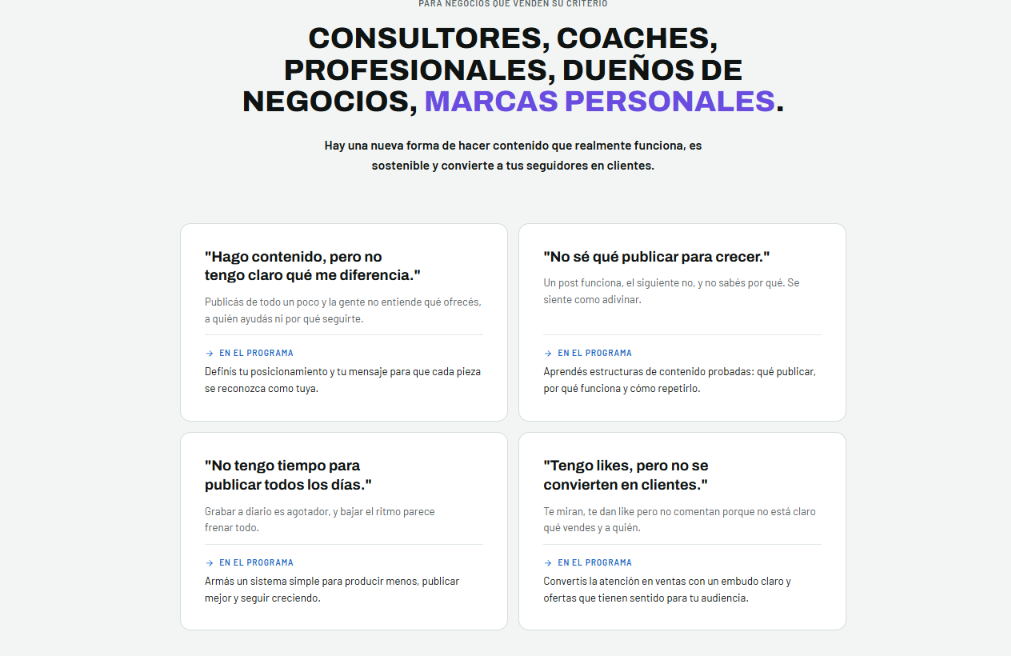 PARA NEGOCIOS QUE VENDEN SU CRITERIO
CONSULTORES, COACHES,
PROFESIONALES, DUEÑOS DE
NEGOCIOS, MARCAS PERSONALES.
Hay una nueva forma de hacer contenido que realmente funciona, es
sostenible y convierte a tus seguidores en clientes.
"Hago contenido, pero no
tengo claro qué me diferencia."
Publicás de todo un poco y la gente no entiende qué ofrecés,
a quién ayudás ni por qué seguirte.
→ EN EL PROGRAMA
Definís tu posicionamiento y tu mensaje para que cada pieza
se reconozca como tuya.
"No sé qué publicar para crecer."
Un post funciona, el siguiente no, y no sabés por qué. Se
siente como adivinar.
→ EN EL PROGRAMA
Aprendés estructuras de contenido probadas: qué publicar,
por qué funciona y cómo repetirlo.
"No tengo tiempo para
publicar todos los días."
Grabar a diario es agotador, y bajar el ritmo parece
frenar todo.
→ EN EL PROGRAMA
Armás un sistema simple para producir menos, publicar
mejor y seguir creciendo.
"Tengo likes, pero no se
convierten en clientes."
Te miran, te dan like pero no comentan porque no está claro
qué vendes y a quién.
→ EN EL PROGRAMA
Convertís la atención en ventas con un embudo claro y
ofertas que tienen sentido para tu audiencia.